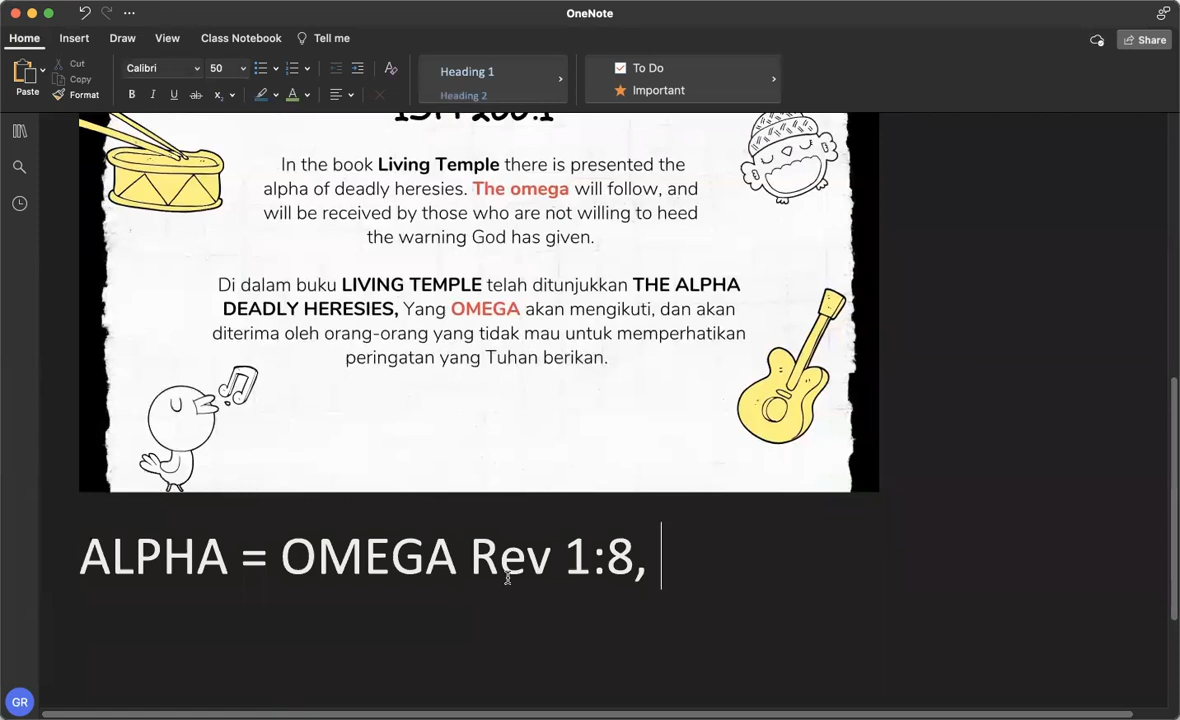 OneNote
Home Insert Draw View Class Notebook Tell me
Share
Paste
Cut
Copy
Format
Calibri 50
B I U ab x
A
Heading 1
Heading 2
To Do
Important
1SM 200.1
In the book Living Temple there is presented the
alpha of deadly heresies. The omega will follow, and
will be received by those who are not willing to heed
the warning God has given.
Di dalam buku LIVING TEMPLE telah ditunjukkan THE ALPHA
DEADLY HERESIES, Yang OMEGA akan mengikuti, dan akan
diterima oleh orang-orang yang tidak mau untuk memperhatikan
peringatan yang Tuhan berikan.
ALPHA = OMEGA Rev 1:8,
GR